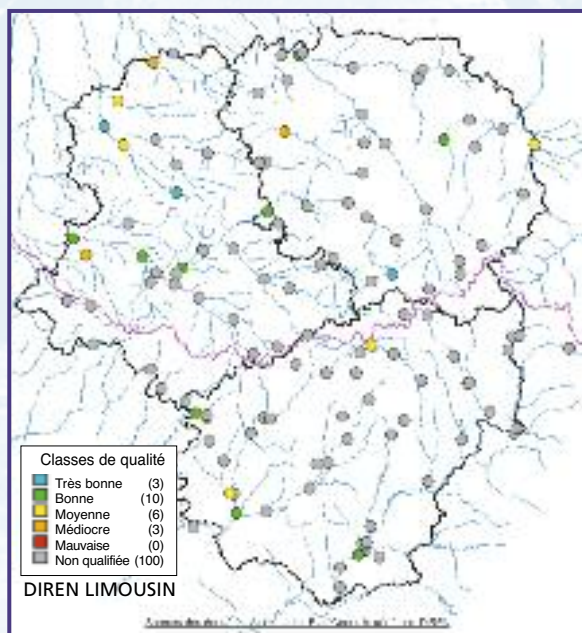 Classes de qualité
Très bonne (3)
Bonne (10)
Moyenne (6)
Médiocre (3)
Mauvaise (0)
Non qualifiée (100)
DIREN LIMOUSIN